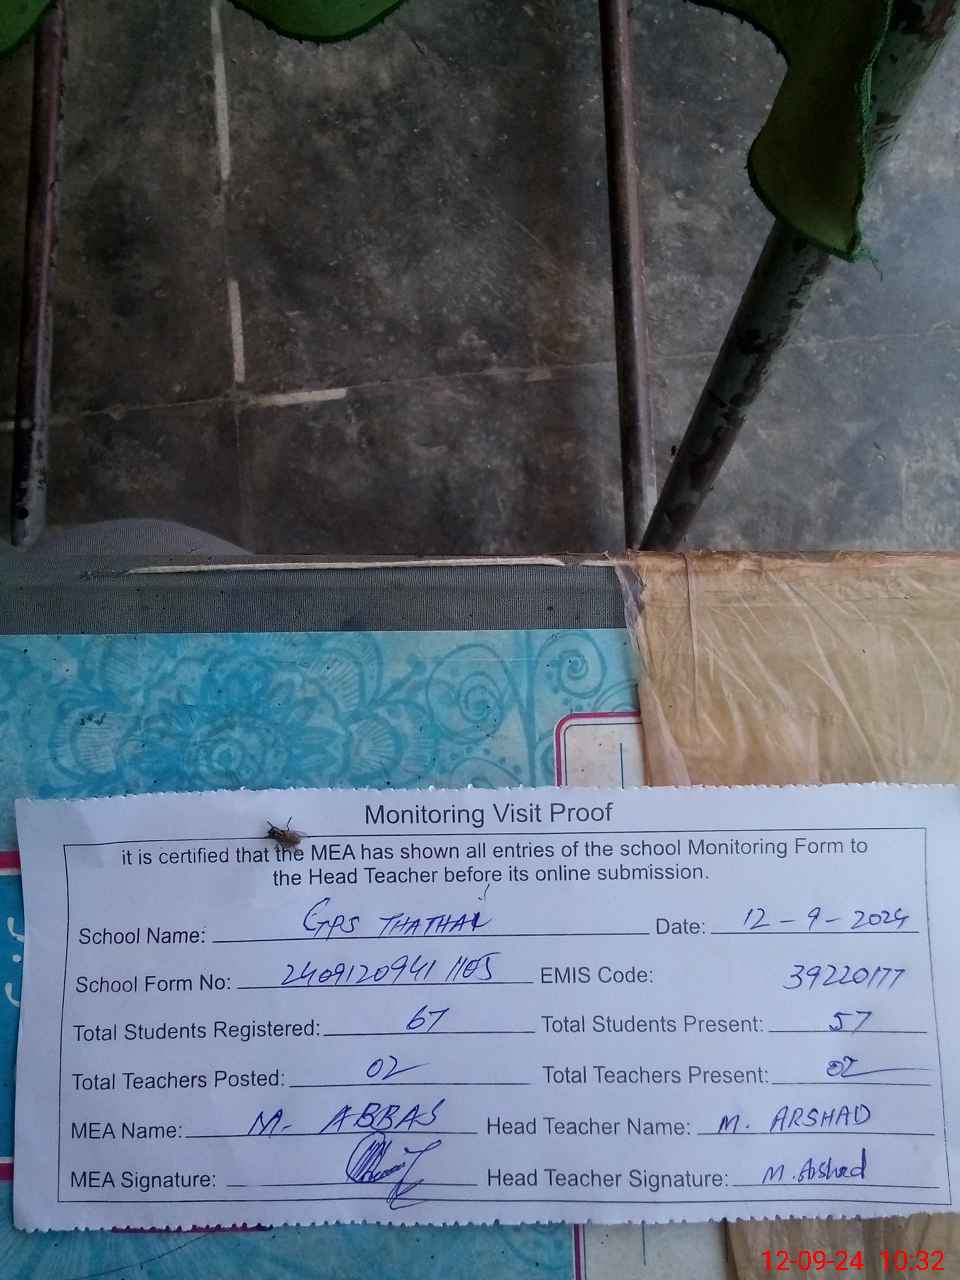 Monitoring Visit Proof
it is certified that the MEA has shown all entries of the school Monitoring Form to
the Head Teacher before its online submission.
School Name: GPS THATHAI Date: 12-9-2024
School Form No: 24091209411105 EMIS Code: 39220177
Total Students Registered: 67 Total Students Present: 57
Total Teachers Posted: 02 Total Teachers Present: 02
MEA Name: M. ABBAS Head Teacher Name: M. ARSHAD
MEA Signature: Head Teacher Signature: M. Arshad
12-09-24 10:32